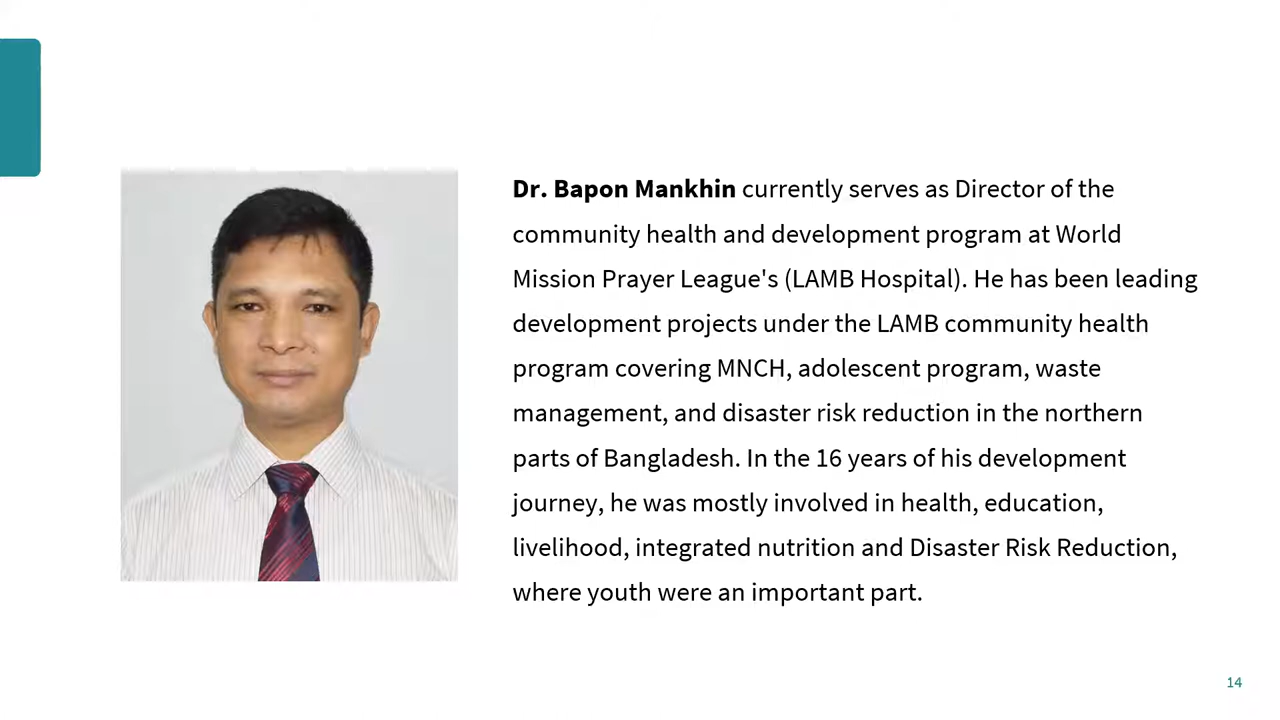 Dr. Bapon Mankhin currently serves as Director of the
community health and development program at World
Mission Prayer League's (LAMB Hospital). He has been leading
development projects under the LAMB community health
program covering MNCH, adolescent program, waste
management, and disaster risk reduction in the northern
parts of Bangladesh. In the 16 years of his development
journey, he was mostly involved in health, education,
livelihood, integrated nutrition and Disaster Risk Reduction,
where youth were an important part.
14